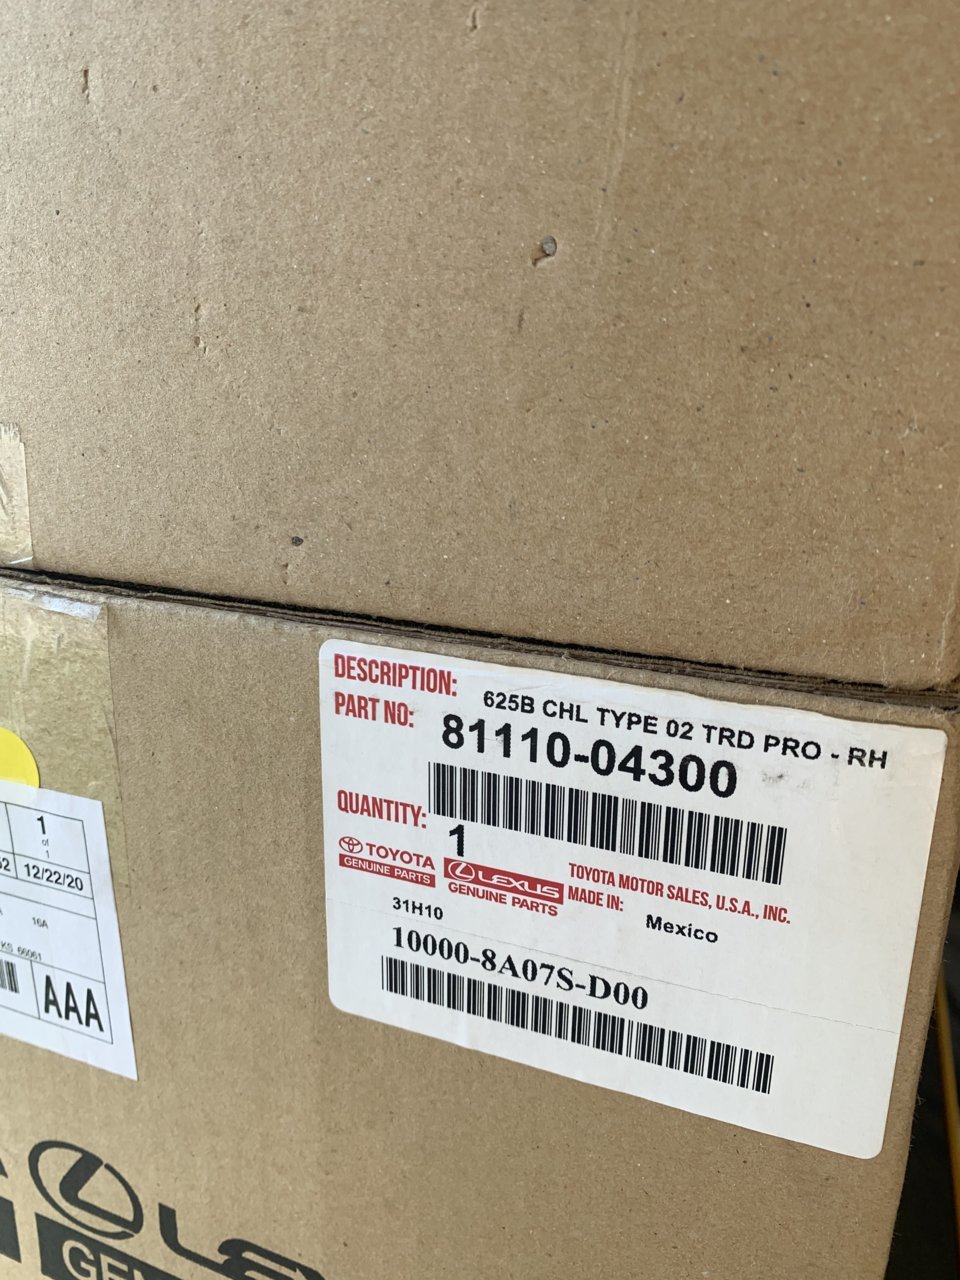 DESCRIPTION: 625B CHL TYPE 02 TRD PRO - RH
PART NO: 81110-04300
QUANTITY: 1
TOYOTA
GENUINE PARTS
LEXUS
GENUINE PARTS
TOYOTA MOTOR SALES, U.S.A., INC.
MADE IN: Mexico
31H10
10000-8A07S-D00
1
of
1
12/22/20
16A
KS 66061
AAA